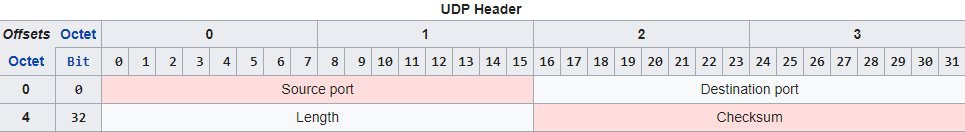 UDP Header
Offsets Octet 0 1 2 3
Octet Bit 0 1 2 3 4 5 6 7 8 9 10 11 12 13 14 15 16 17 18 19 20 21 22 23 24 25 26 27 28 29 30 31
0 0 Source port Destination port
4 32 Length Checksum